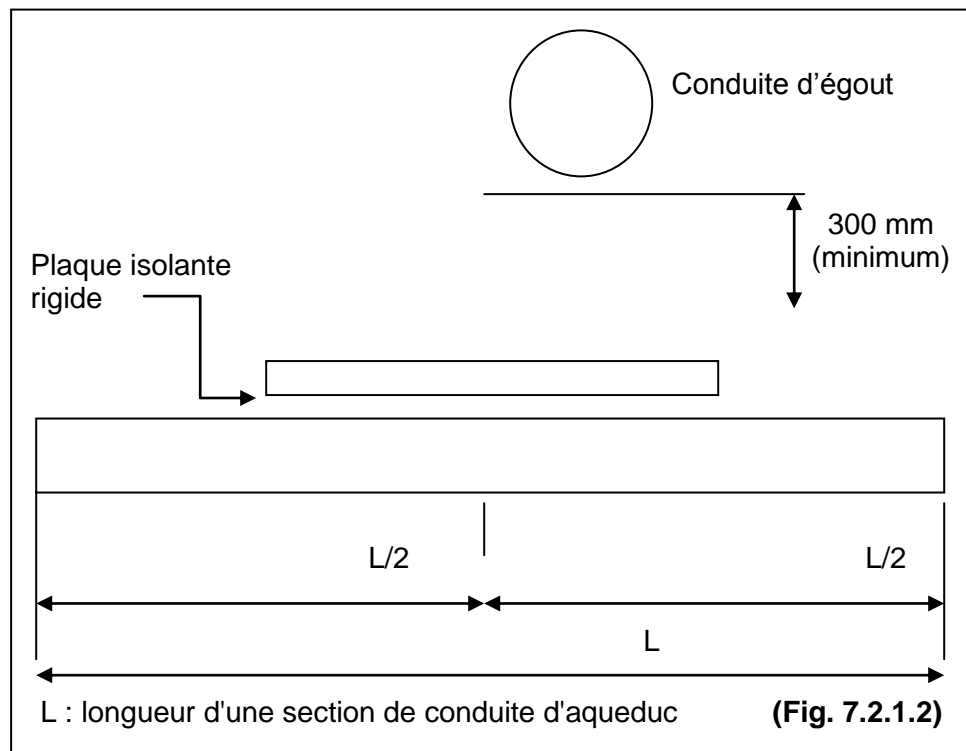 Conduite d’égout
300 mm
(minimum)
Plaque isolante
rigide
L/2
L/2
L
L : longueur d'une section de conduite d'aqueduc
(Fig. 7.2.1.2)